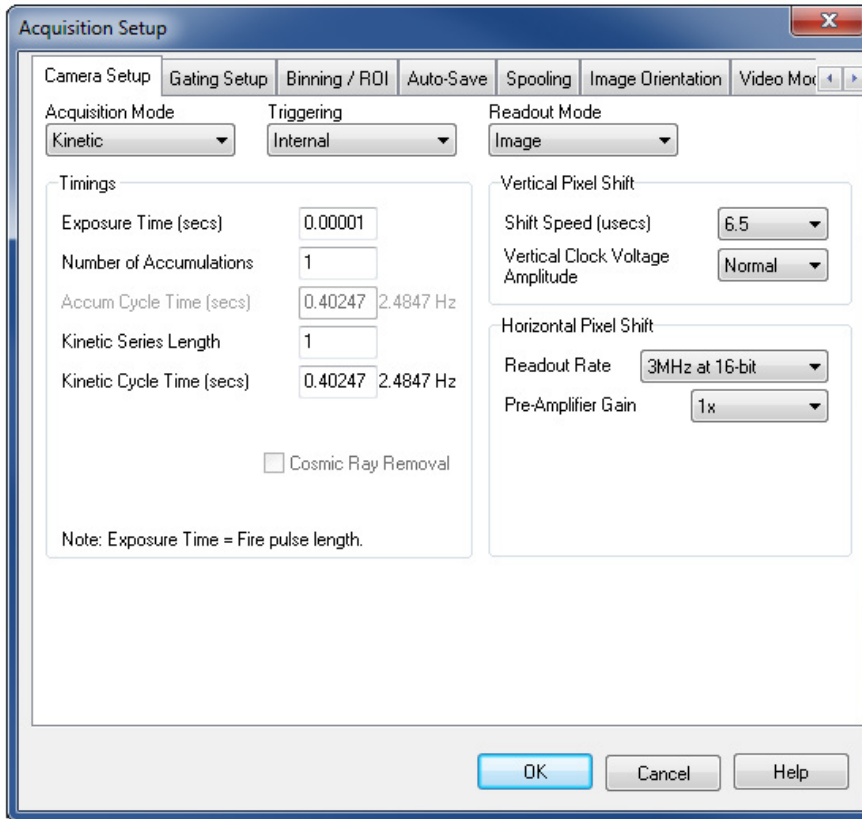 Acquisition Setup
Camera Setup Gating Setup Binning / ROI Auto-Save Spooling Image Orientation Video Mo
Acquisition Mode Triggering Readout Mode
Kinetic Internal Image
Timings
Exposure Time (secs) 0.00001
Number of Accumulations 1
Accum Cycle Time (secs) 0.40247 2.4847 Hz
Kinetic Series Length 1
Kinetic Cycle Time (secs) 0.40247 2.4847 Hz
Cosmic Ray Removal
Note: Exposure Time = Fire pulse length.
Vertical Pixel Shift
Shift Speed (usecs) 6.5
Vertical Clock Voltage
Amplitude
Normal
Horizontal Pixel Shift
Readout Rate 3MHz at 16-bit
Pre-Amplifier Gain 1x
OK Cancel Help